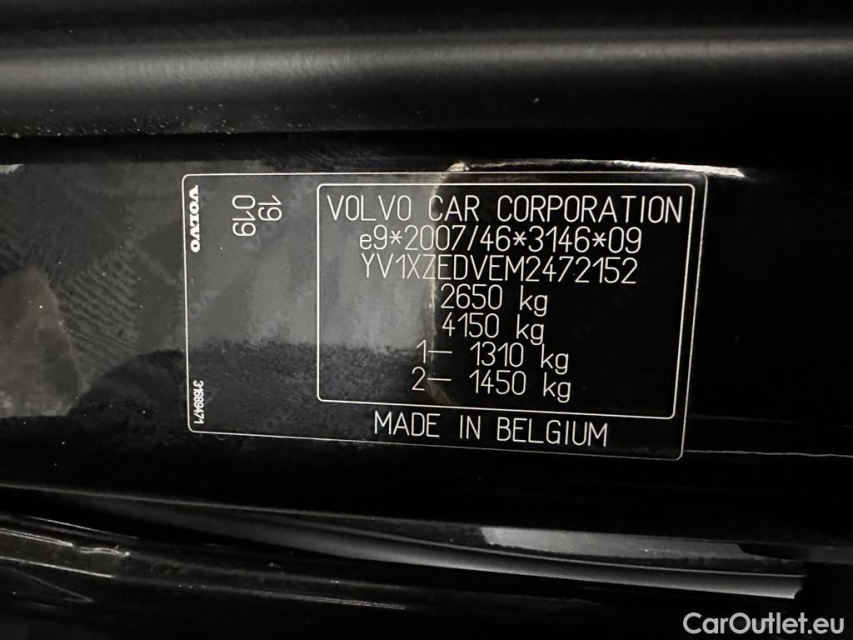 VOLVO
19
019
31689471
VOLVO CAR CORPORATION
e9*2007/46*3146*09
YV1XZEDVEM2472152
2650 kg
4150 kg
1– 1310 kg
2– 1450 kg
MADE IN BELGIUM
CarOutlet.eu